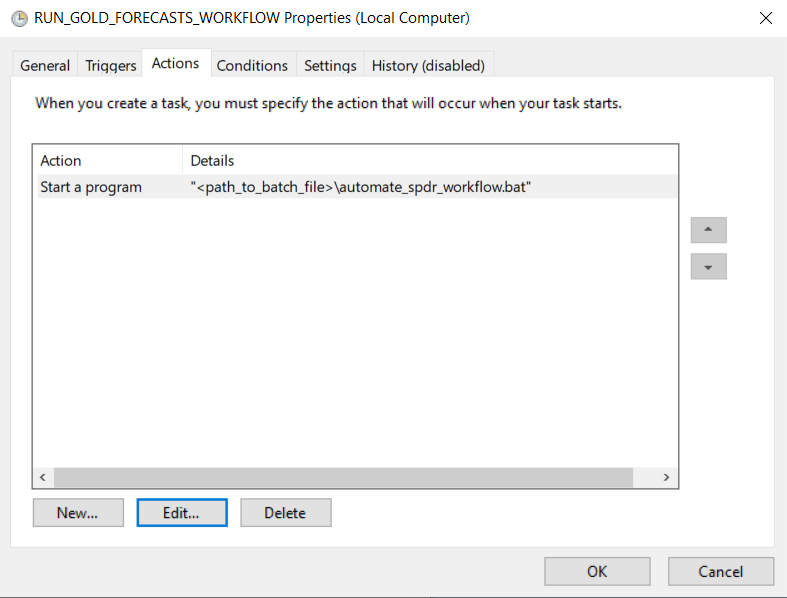 RUN_GOLD_FORECASTS_WORKFLOW Properties (Local Computer)
General Triggers Actions Conditions Settings History (disabled)
When you create a task, you must specify the action that will occur when your task starts.
Action Details
Start a program "<path_to_batch_file>\automate_spdr_workflow.bat"
New... Edit... Delete
OK Cancel